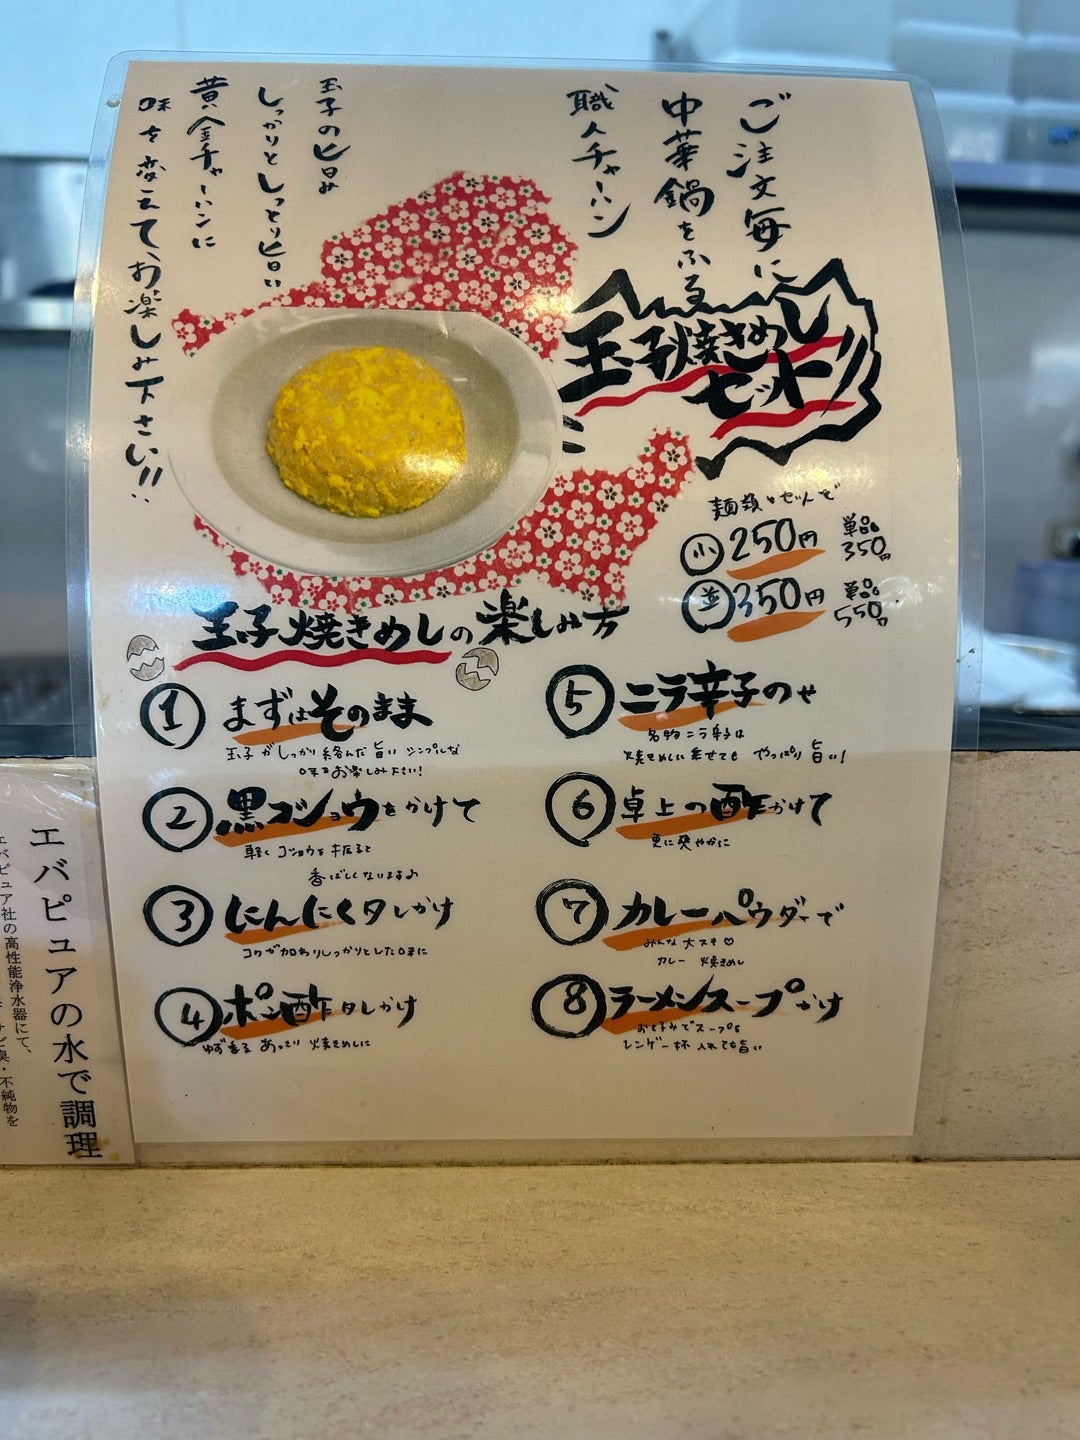 ご注文毎に
中華鍋をふる
職人チャーハン
玉子焼きめし
セット!!
玉子の旨み
しっかりとしっとり旨い
黄金チャーハンに
味を変えて、お楽しみ下さい!!
麺類とせんで
小 250円 単品350円
並 350円 単品550円
玉子焼きめしの楽しみ方
① まずはそのまま
玉子がしっかり絡んだ旨いシンプルな
味をお楽しみ下さい!
② 黒コショウをかけて
軽くコショウを振ると
香ばしくなります♪
③ にんにくタレかけ
コクが加わりしっかりとした味に
④ ポン酢タレかけ
ゆず香るあっさり焼きめしに
⑤ ニラ辛子のせ
名物ニラ辛子は
焼きめしに乗せてもやっぱり旨い!
⑥ 卓上の酢かけて
更に爽やかに
⑦ カレーパウダーで
みんな大スキ♡
カレー焼きめし
⑧ ラーメンスープかけ
お好みでスープを
レンゲ一杯入れても旨い
エバピュアの水で調理
エバピュア社の高性能浄水器にて、
臭・不純物を